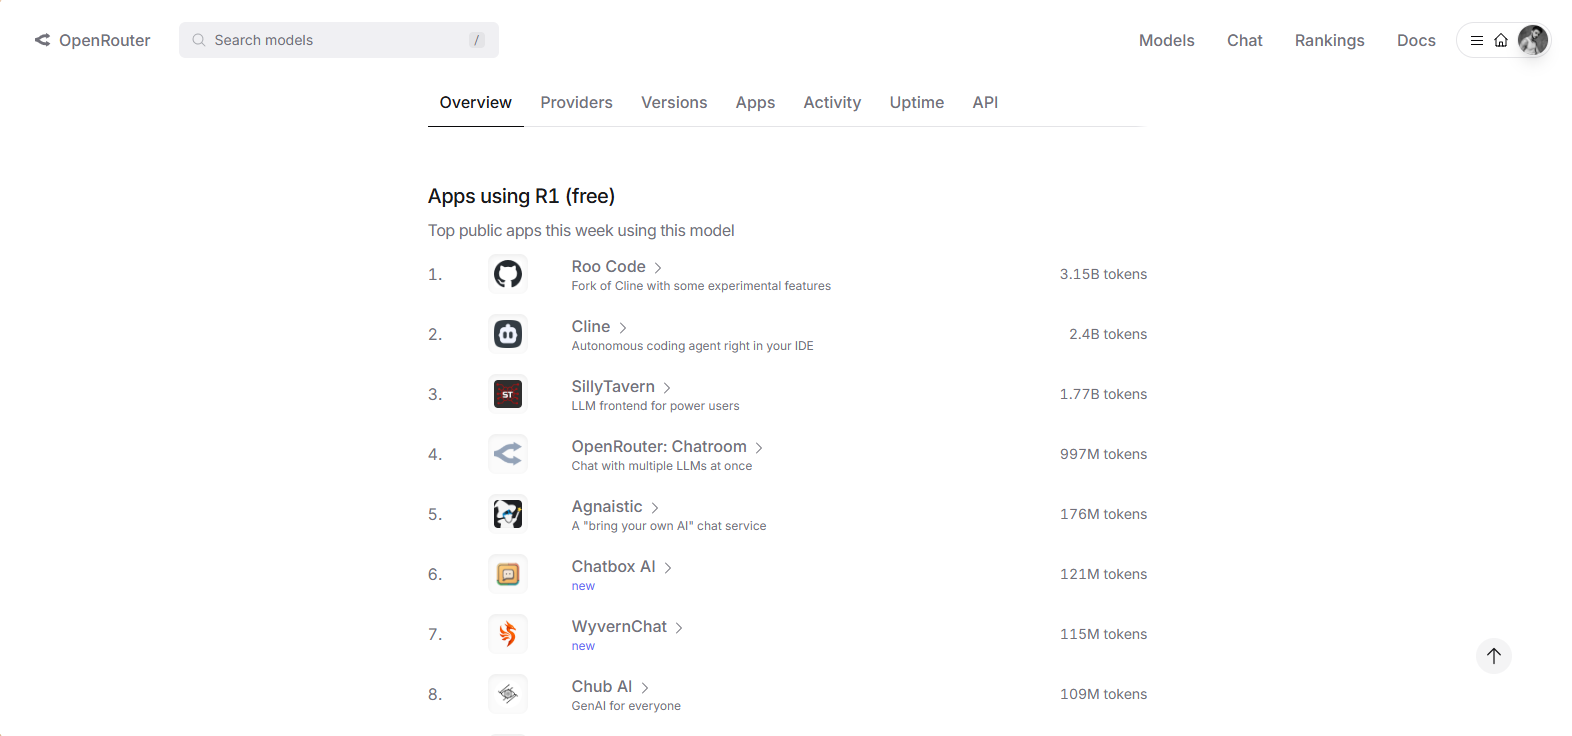 OpenRouter
Search models /
Models Chat Rankings Docs
Overview Providers Versions Apps Activity Uptime API
Apps using R1 (free)
Top public apps this week using this model
1. Roo Code 3.15B tokens
Fork of Cline with some experimental features
2. Cline 2.4B tokens
Autonomous coding agent right in your IDE
3. ST SillyTavern 1.77B tokens
LLM frontend for power users
4. OpenRouter: Chatroom 997M tokens
Chat with multiple LLMs at once
5. Agnaistic 176M tokens
A "bring your own AI" chat service
6. Chatbox AI 121M tokens
new
7. WyvernChat 115M tokens
new
8. Chub AI 109M tokens
GenAI for everyone